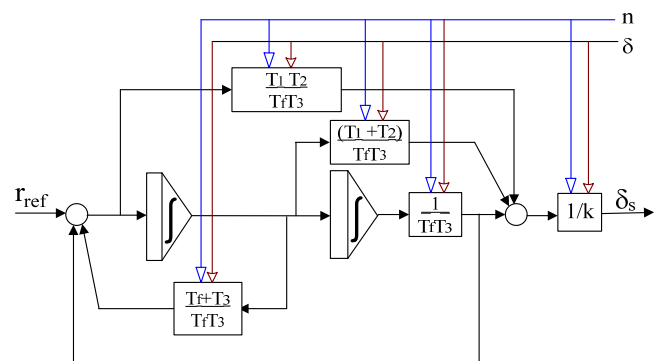 n
δ
T1 T2
TfT3
(T1 +T2)
TfT3
rref
∫
∫
1
TfT3
1/k
δs
Tf+T3
TfT3